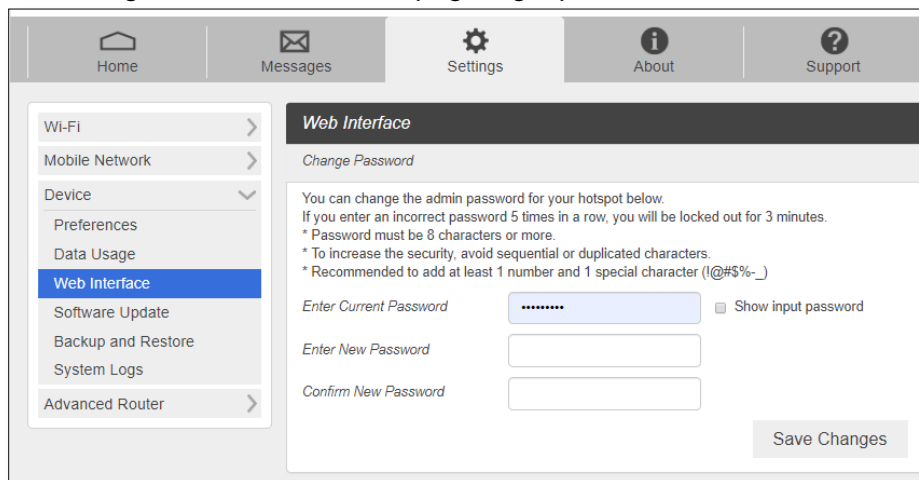 Home
Messages
Settings
About
Support
Wi-Fi
Mobile Network
Device
Preferences
Data Usage
Web Interface
Software Update
Backup and Restore
System Logs
Advanced Router
Web Interface
Change Password
You can change the admin password for your hotspot below.
If you enter an incorrect password 5 times in a row, you will be locked out for 3 minutes.
* Password must be 8 characters or more.
* To increase the security, avoid sequential or duplicated characters.
* Recommended to add at least 1 number and 1 special character (!@#$%-_)
Enter Current Password
•••••••••
Show input password
Enter New Password
Confirm New Password
Save Changes